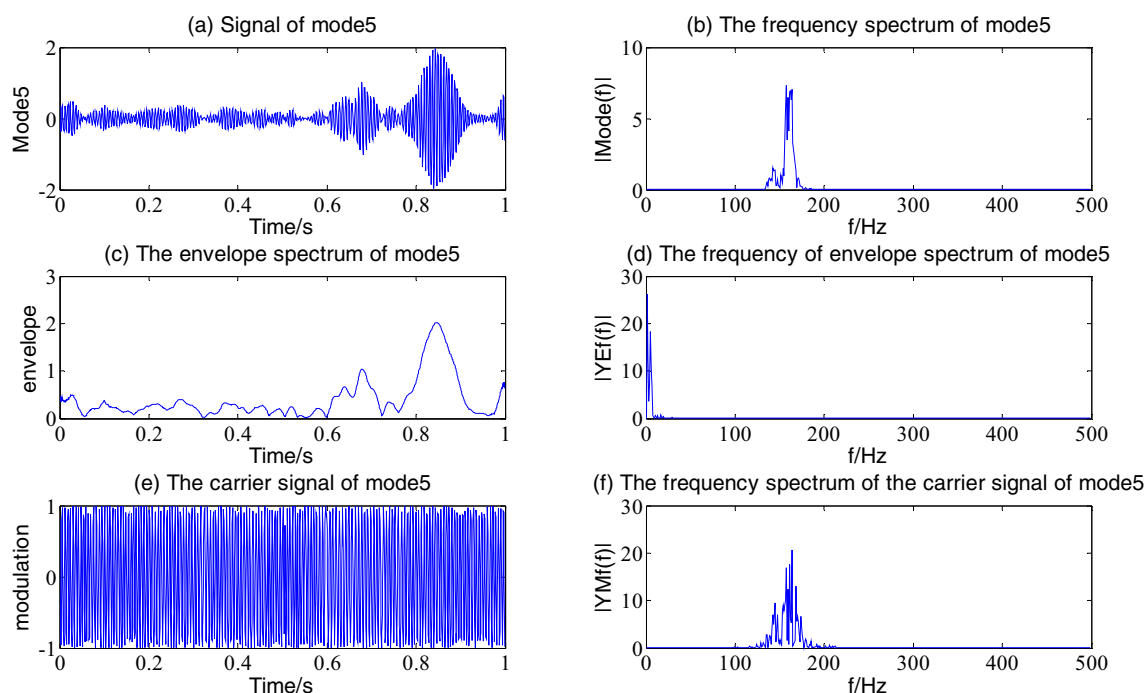 (a) Signal of mode5
Mode5
2
0
-2
0 0.2 0.4 0.6 0.8 1
Time/s
(b) The frequency spectrum of mode5
|Mode(f)|
10
5
0
0 100 200 300 400 500
f/Hz
(c) The envelope spectrum of mode5
envelope
3
2
1
0
0 0.2 0.4 0.6 0.8 1
Time/s
(d) The frequency of envelope spectrum of mode5
|YEf(f)|
30
20
10
0
0 100 200 300 400 500
f/Hz
(e) The carrier signal of mode5
modulation
1
0
-1
0 0.2 0.4 0.6 0.8 1
Time/s
(f) The frequency spectrum of the carrier signal of mode5
|YMf(f)|
30
20
10
0
0 100 200 300 400 500
f/Hz